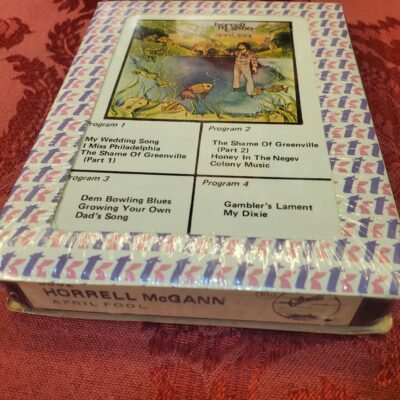 Horrell
McGann
Program 1
My Wedding Song
I Miss Philadelphia
The Shame Of Greenville
(Part 1)
Program 2
The Shame Of Greenville
(Part 2)
Honey In The Negev
Colony Music
Program 3
Dem Bowling Blues
Growing Your Own
Dad's Song
Program 4
Gambler's Lament
My Dixie
HORRELL McGANN
APRIL FOOL